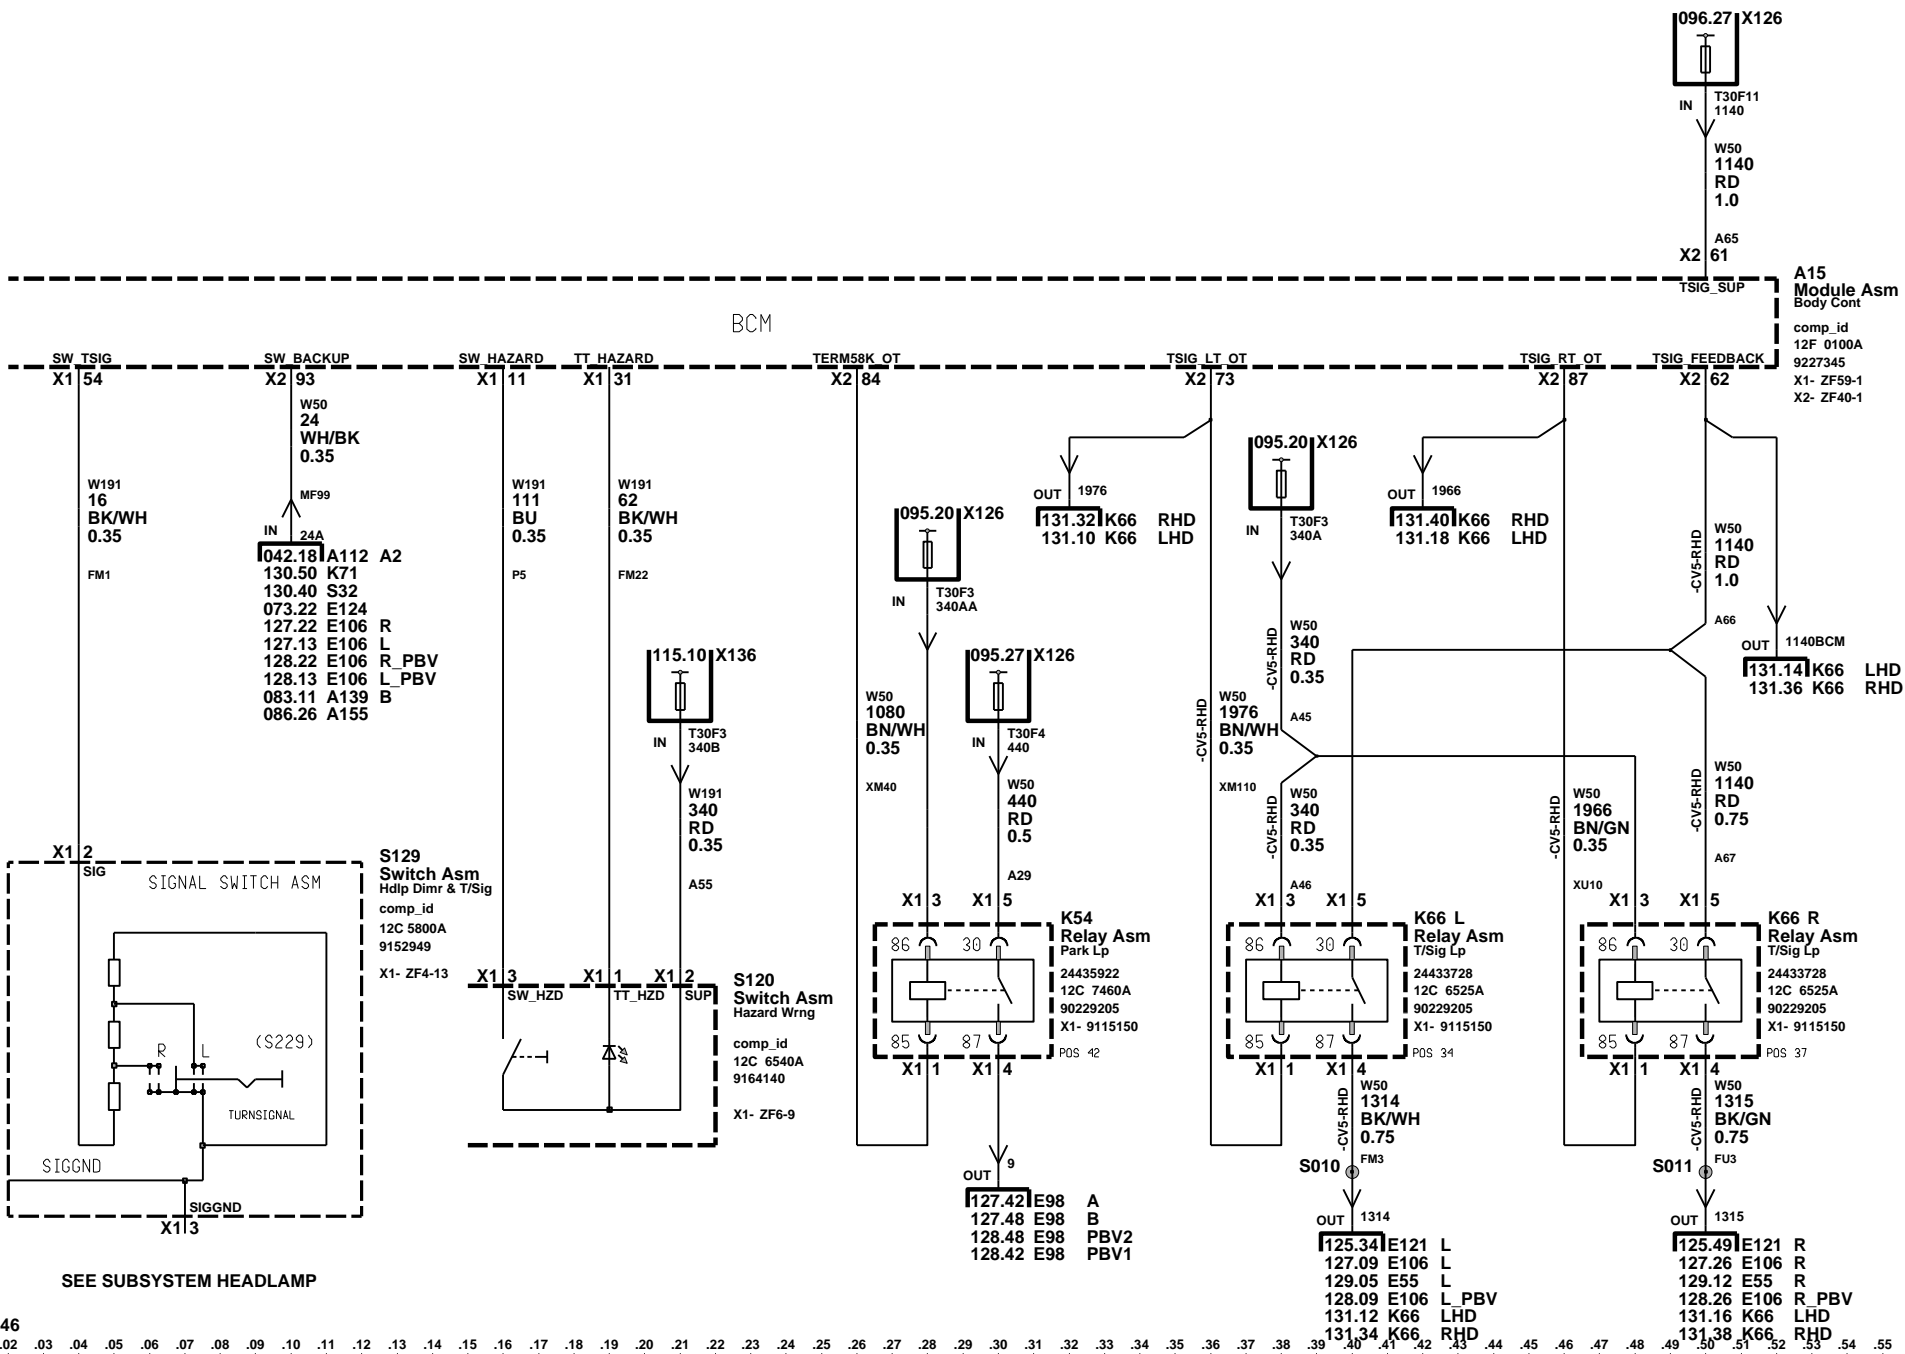 096.27 X126
IN T30F11
1140
W50
1140
RD
1.0
A65
X2 61
TSIG_SUP
A15
Module Asm
Body Cont
comp_id
12F 0100A
9227345
X1- ZF59-1
X2- ZF40-1
BCM
SW_TSIG SW_BACKUP SW_HAZARD TT_HAZARD TERM58K_OT TSIG_LT_OT TSIG_RT_OT TSIG_FEEDBACK
X1 54 X2 93 X1 11 X1 31 X2 84 X2 73 X2 87 X2 62
W50
24
WH/BK
0.35
MF99
IN 24A
042.18 A112 A2
130.50 K71
130.40 S32
073.22 E124
127.22 E106 R
127.13 E106 L
128.22 E106 R_PBV
128.13 E106 L_PBV
083.11 A139 B
086.26 A155
W191
16
BK/WH
0.35
FM1
W191
111
BU
0.35
P5
W191
62
BK/WH
0.35
FM22
115.10 X136
IN T30F3
340B
W191
340
RD
0.35
A55
W50
1080
BN/WH
0.35
XM40
095.20 X126
IN T30F3
340AA
095.27 X126
IN T30F4
440
W50
440
RD
0.5
A29
OUT 1976
131.32 K66 RHD
131.10 K66 LHD
-CV5-RHD
W50
1976
BN/WH
0.35
XM110
095.20 X126
IN T30F3
340A
-CV5-RHD
W50
340
RD
0.35
A45
-CV5-RHD
W50
340
RD
0.35
A46
OUT 1966
131.40 K66 RHD
131.18 K66 LHD
-CV5-RHD
W50
1966
BN/GN
0.35
XU10
-CV5-RHD
W50
1140
RD
1.0
A66
OUT 1140BCM
131.14 K66 LHD
131.36 K66 RHD
-CV5-RHD
W50
1140
RD
0.75
A67
X1 2
SIG
SIGNAL SWITCH ASM
S129
Switch Asm
Hdlp Dimr & T/Sig
comp_id
12C 5800A
9152949
X1- ZF4-13
(S229)
R L
TURNSIGNAL
SIGGND
SIGGND
X1 3
SEE SUBSYSTEM HEADLAMP
X1 3 X1 1 X1 2
SW_HZD TT_HZD SUP
S120
Switch Asm
Hazard Wrng
comp_id
12C 6540A
9164140
X1- ZF6-9
X1 3 X1 5
86 30
85 87
X1 1 X1 4
K54
Relay Asm
Park Lp
24435922
12C 7460A
90229205
X1- 9115150
POS 42
OUT 9
127.42 E98 A
127.48 E98 B
128.48 E98 PBV2
128.42 E98 PBV1
X1 3 X1 5
86 30
85 87
X1 1 X1 4
K66 L
Relay Asm
T/Sig Lp
24433728
12C 6525A
90229205
X1- 9115150
POS 34
-CV5-RHD
W50
1314
BK/WH
0.75
S010 FM3
OUT 1314
125.34 E121 L
127.09 E106 L
129.05 E55 L
128.09 E106 L_PBV
131.12 K66 LHD
131.34 K66 RHD
X1 3 X1 5
86 30
85 87
X1 1 X1 4
K66 R
Relay Asm
T/Sig Lp
24433728
12C 6525A
90229205
X1- 9115150
POS 37
-CV5-RHD
W50
1315
BK/GN
0.75
S011 FU3
OUT 1315
125.49 E121 R
127.26 E106 R
129.12 E55 R
128.26 E106 R_PBV
131.16 K66 LHD
131.38 K66 RHD
46
.02 .03 .04 .05 .06 .07 .08 .09 .10 .11 .12 .13 .14 .15 .16 .17 .18 .19 .20 .21 .22 .23 .24 .25 .26 .27 .28 .29 .30 .31 .32 .33 .34 .35 .36 .37 .38 .39 .40 .41 .42 .43 .44 .45 .46 .47 .48 .49 .50 .51 .52 .53 .54 .55